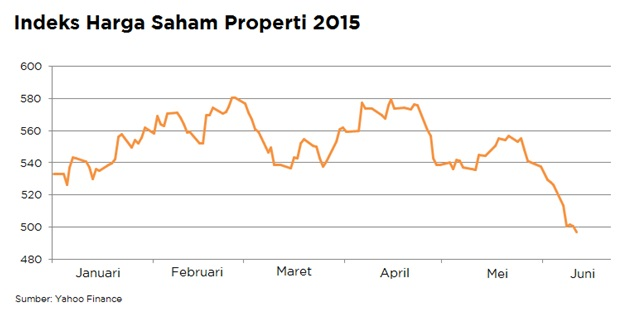 Indeks Harga Saham Properti 2015
600
580
560
540
520
500
480
Januari Februari Maret April Mei Juni
Sumber: Yahoo Finance